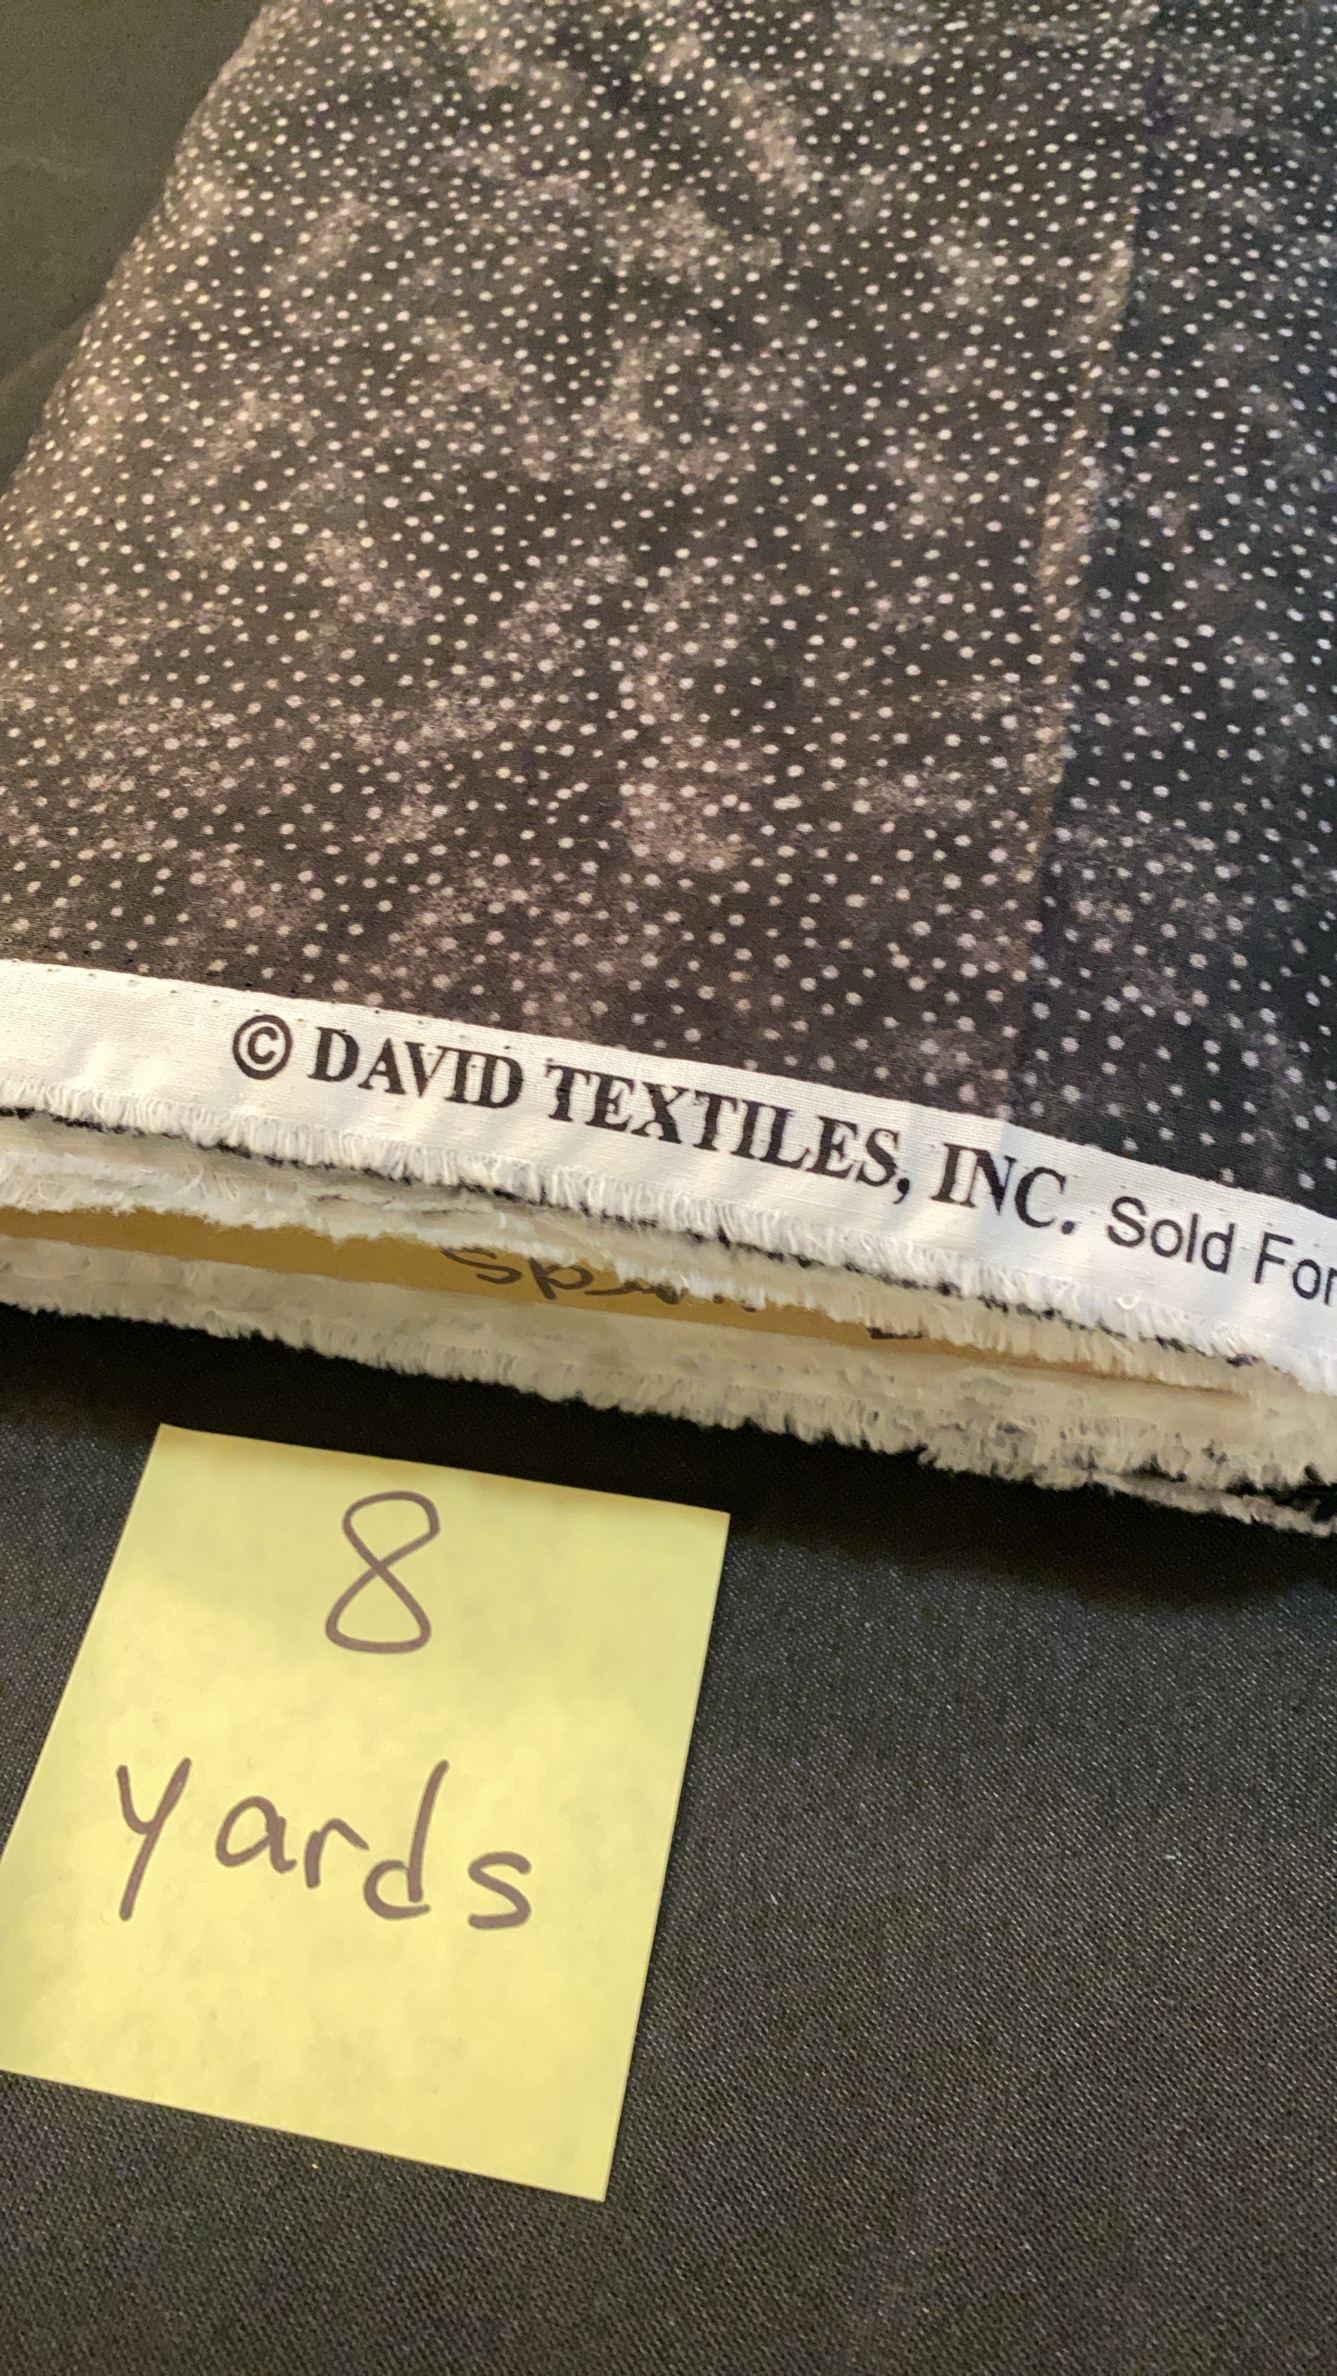 © DAVID TEXTILES, INC. Sold For
8
yards